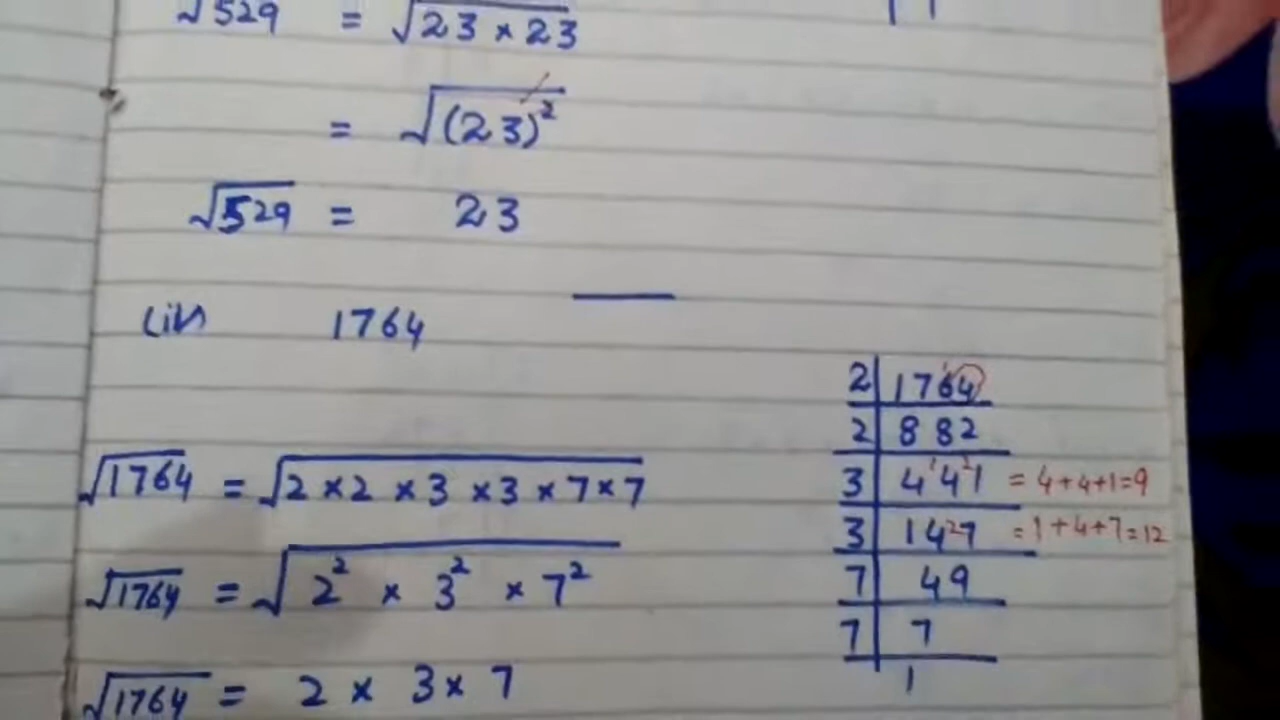 √529 = √23 × 23
= √(23)²
√529 = 23
(ii) 1764
√1764 = √2 × 2 × 3 × 3 × 7 × 7
√1764 = √2² × 3² × 7²
√1764 = 2 × 3 × 7
2 | 1764
2 | 882
3 | 441 = 4+4+1=9
3 | 147 = 1+4+7=12
7 | 49
7 | 7
1